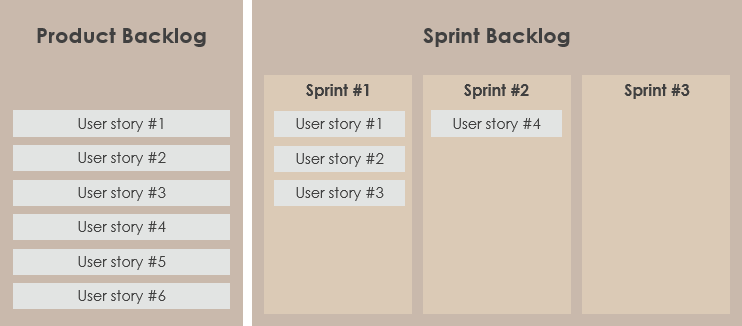 Product Backlog
User story #1
User story #2
User story #3
User story #4
User story #5
User story #6
Sprint Backlog
Sprint #1
User story #1
User story #2
User story #3
Sprint #2
User story #4
Sprint #3